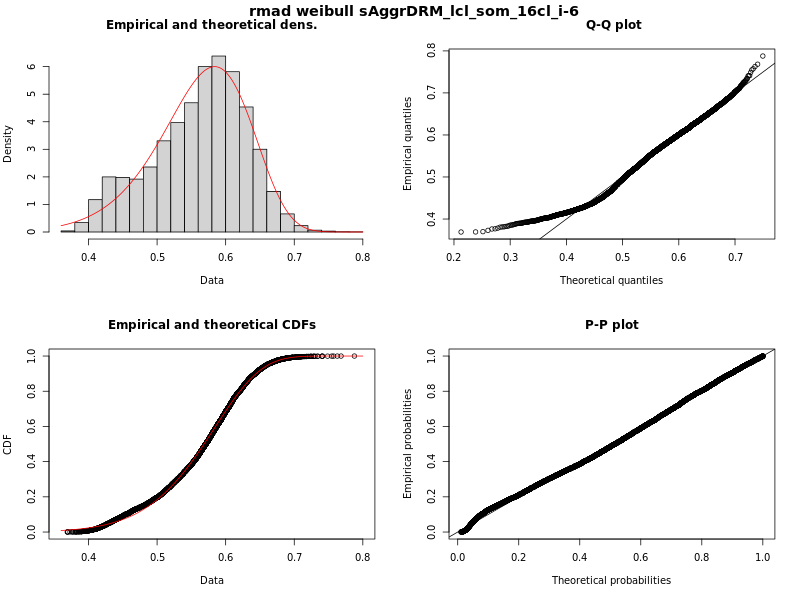 rmad weibull sAggrDRM_lcl_som_16cl_i-6
Empirical and theoretical dens.
Density
0 1 2 3 4 5 6
0.4 0.5 0.6 0.7 0.8
Data
Q-Q plot
Empirical quantiles
0.4 0.5 0.6 0.7 0.8
0.2 0.3 0.4 0.5 0.6 0.7
Theoretical quantiles
Empirical and theoretical CDFs
CDF
0.0 0.2 0.4 0.6 0.8 1.0
0.4 0.5 0.6 0.7 0.8
Data
P-P plot
Empirical probabilities
0.0 0.2 0.4 0.6 0.8 1.0
0.0 0.2 0.4 0.6 0.8 1.0
Theoretical probabilities